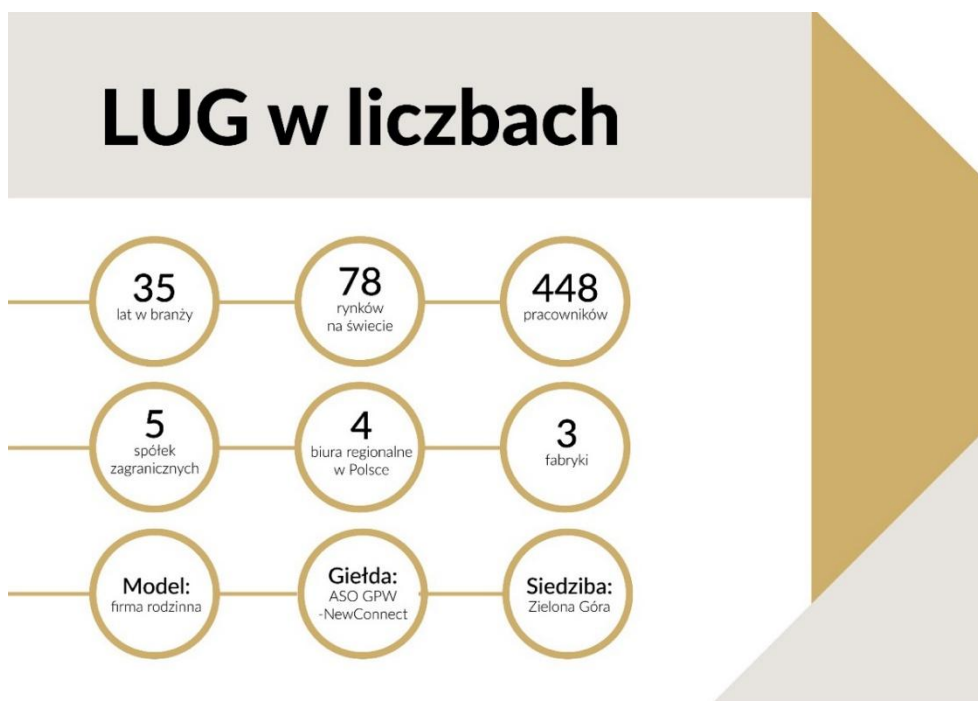 LUG w liczbach
35
lat w branży
78
rynków
na świecie
448
pracowników
5
spółek
zagranicznych
4
biura regionalne
w Polsce
3
fabryki
Model:
firma rodzinna
Giełda:
ASO GPW
-NewConnect
Siedziba:
Zielona Góra